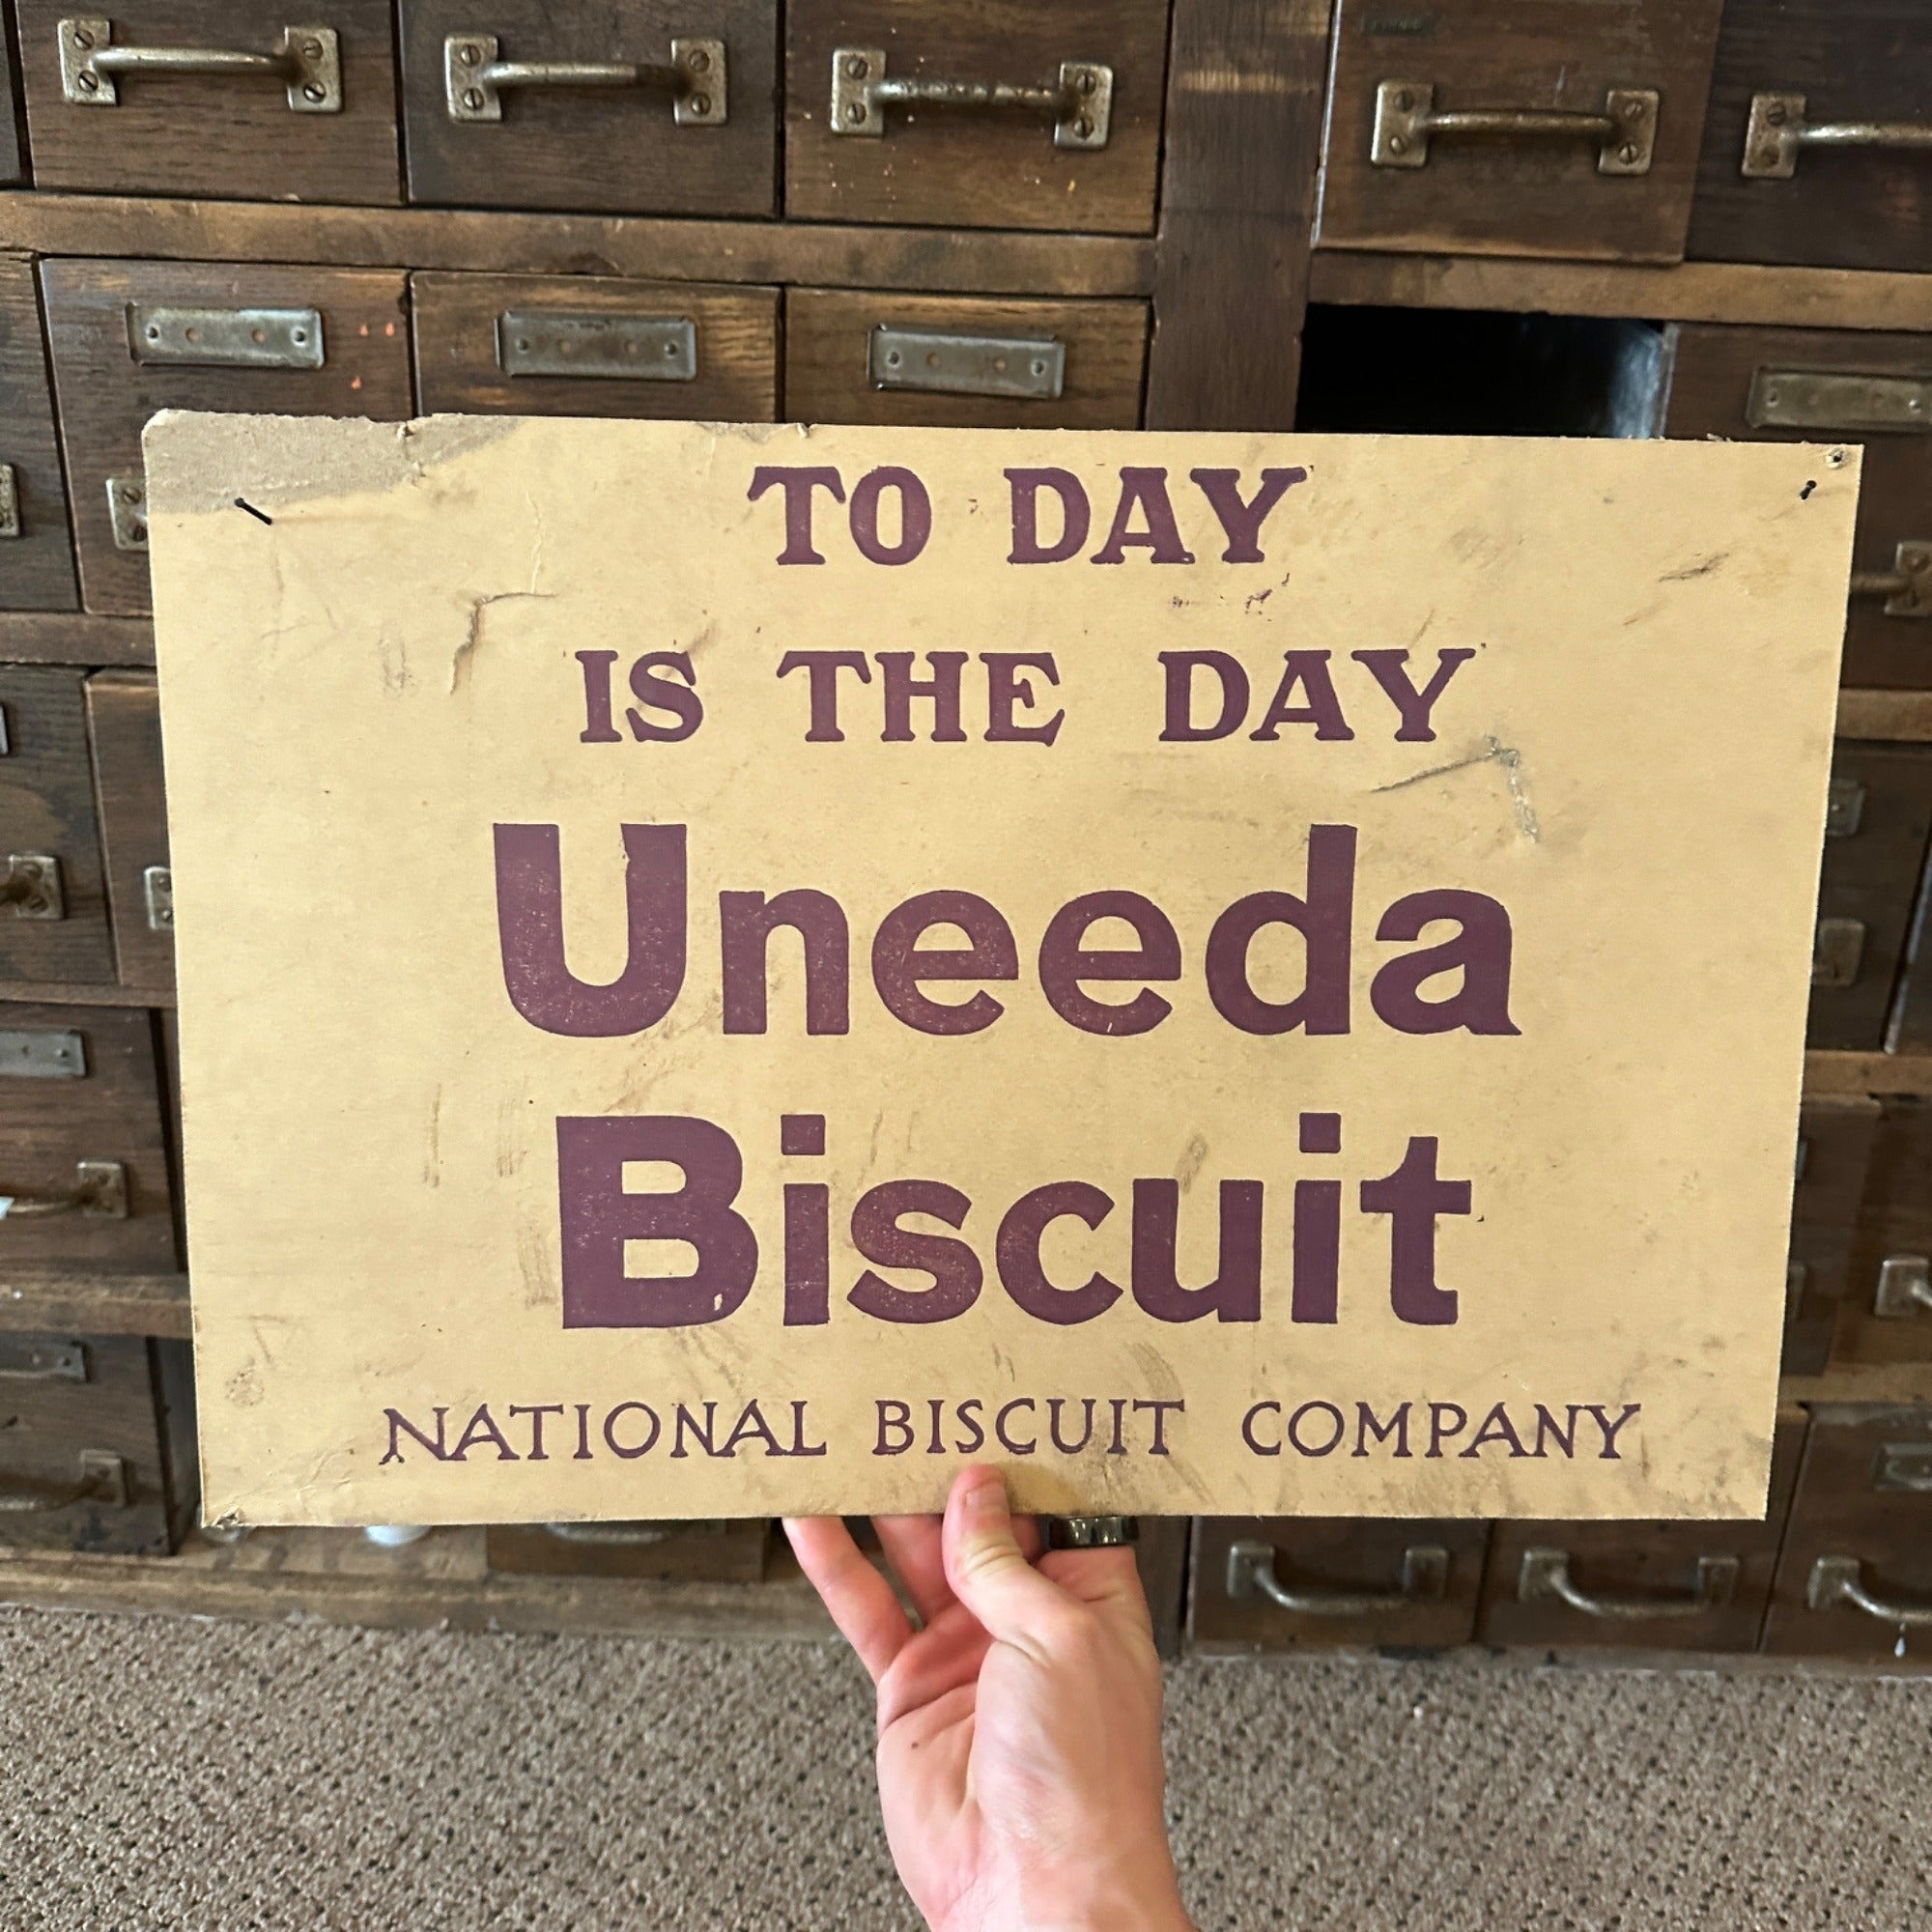 TO DAY
IS THE DAY
Uneeda
Biscuit
NATIONAL BISCUIT COMPANY